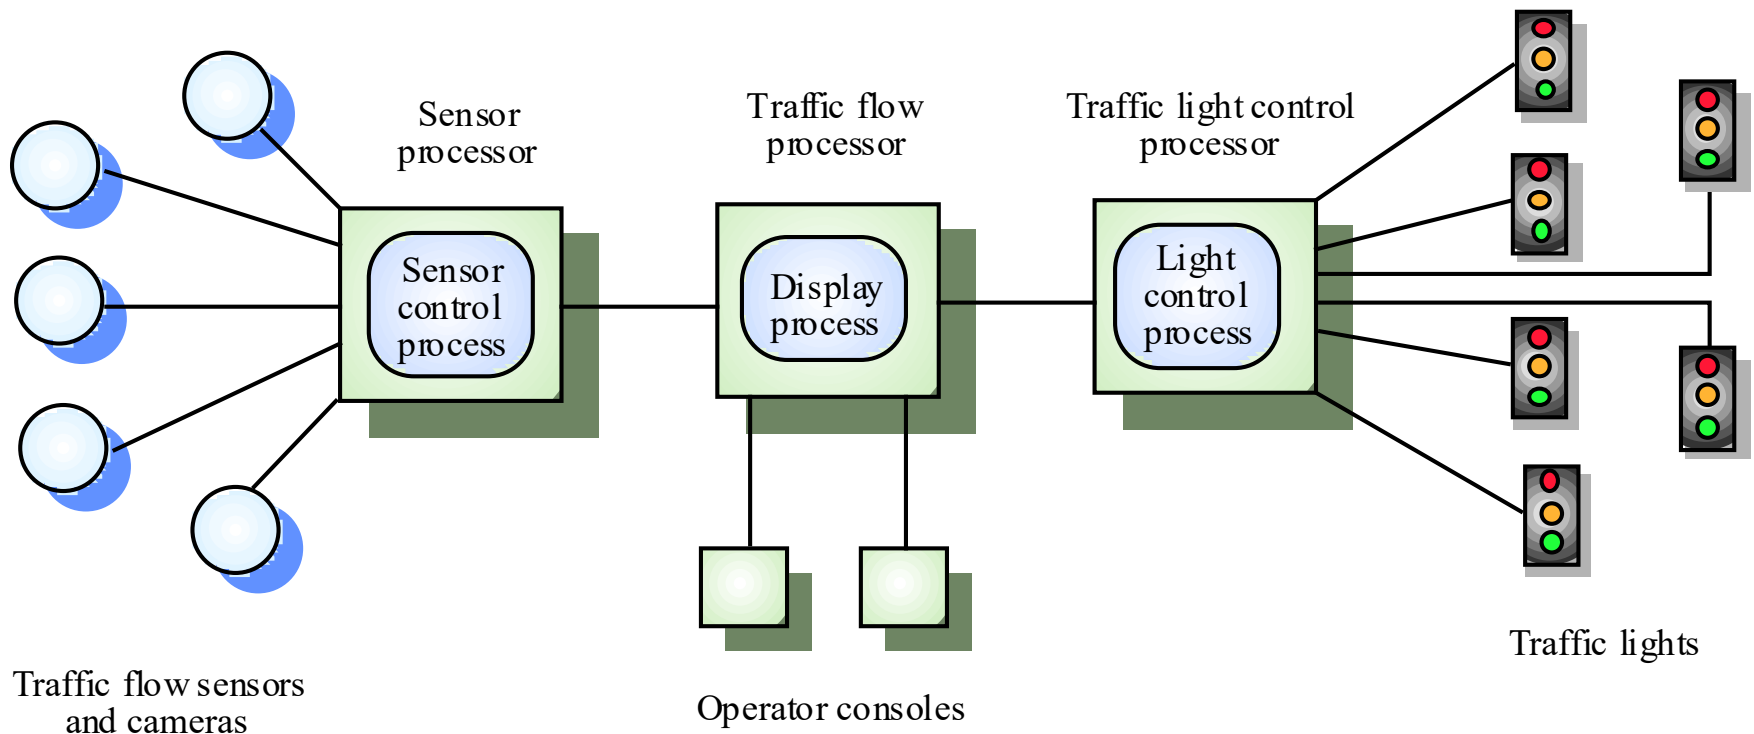 Sensor
processor
Traffic flow
processor
Traffic light control
processor
Sensor
control
process
Display
process
Light
control
process
Traffic lights
Traffic flow sensors
and cameras
Operator consoles